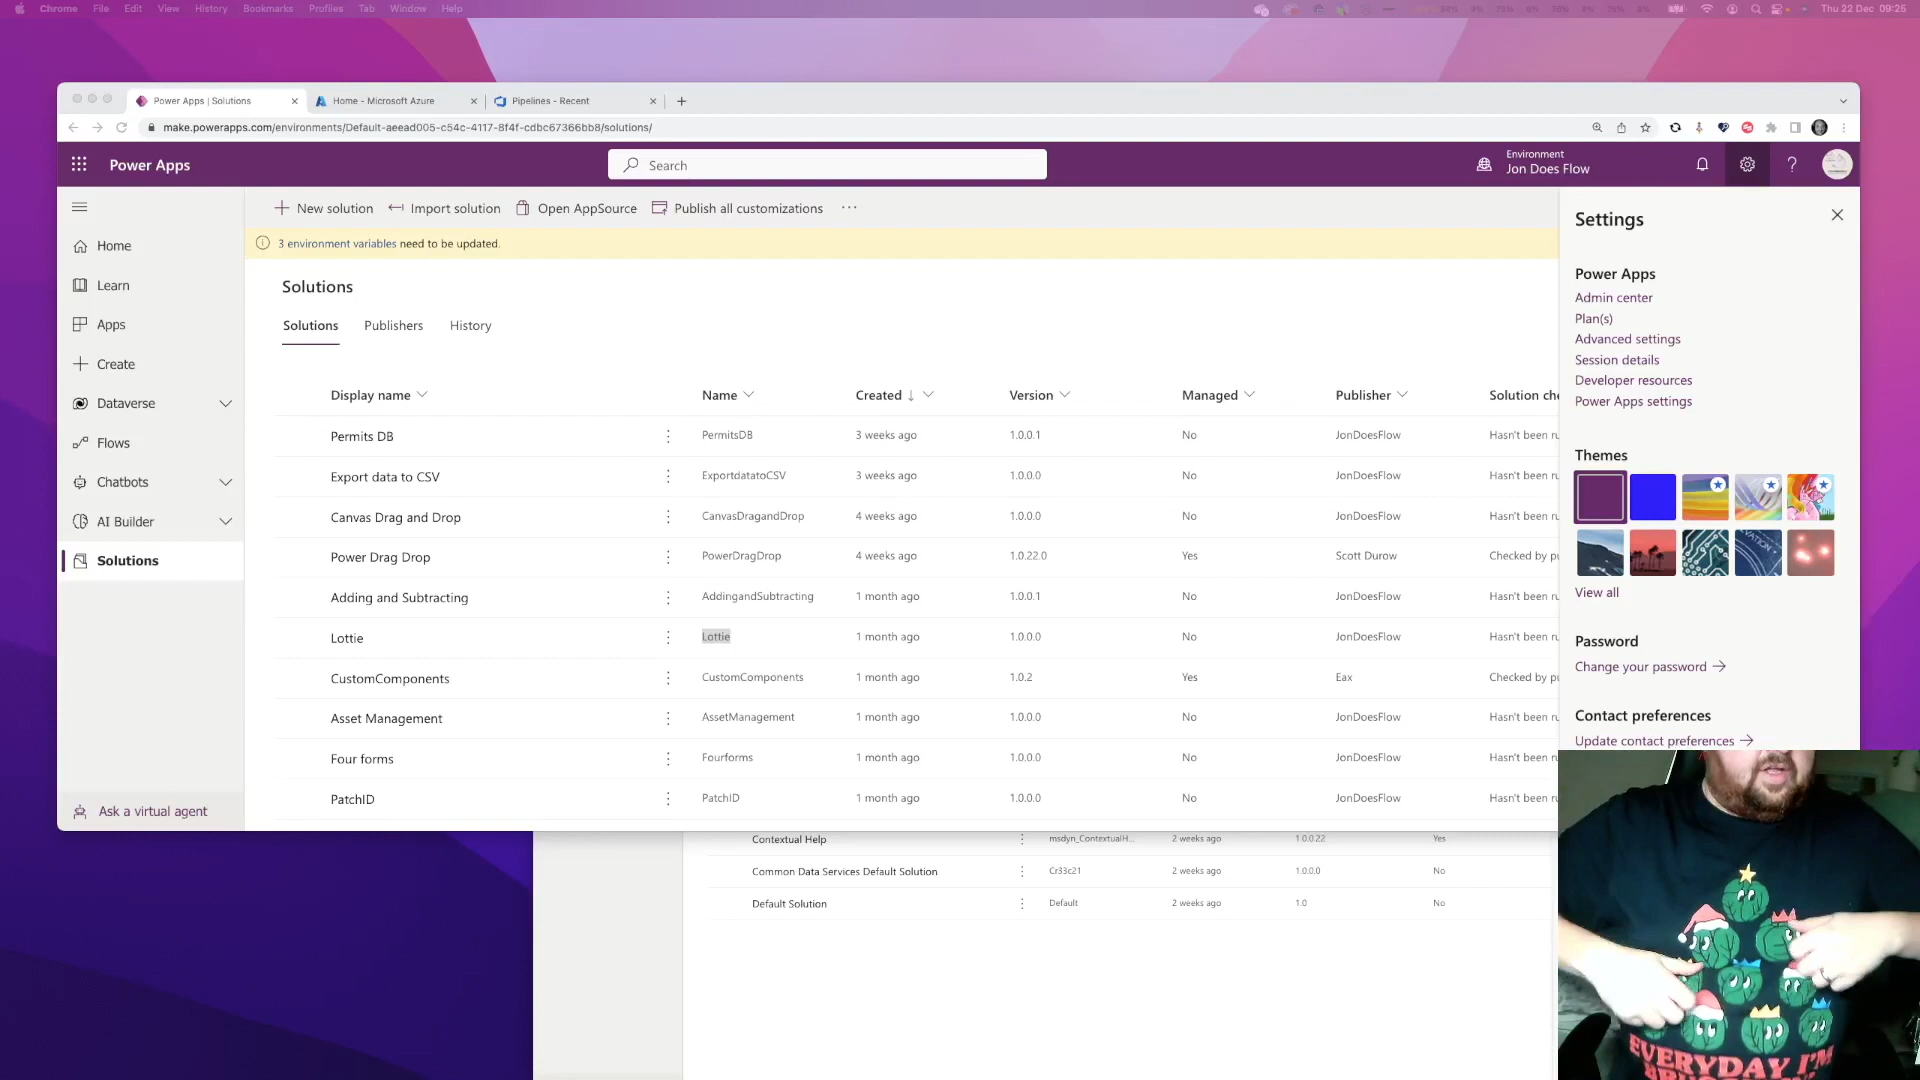 Chrome File Edit View History Bookmarks Profiles Tab Window Help
Thu 22 Dec 09:25
Power Apps | Solutions
Home - Microsoft Azure
Pipelines - Recent
make.powerapps.com/environments/Default-aeead005-c54c-4117-8f4f-cdbc67366bb8/solutions/
Power Apps
Search
Environment
Jon Does Flow
New solution
Import solution
Open AppSource
Publish all customizations
3 environment variables need to be updated.
Home
Learn
Apps
Create
Dataverse
Flows
Chatbots
AI Builder
Solutions
Ask a virtual agent
Solutions
Solutions Publishers History
Display name Name Created Version Managed Publisher Solution che
Permits DB PermitsDB 3 weeks ago 1.0.0.1 No JonDoesFlow Hasn't been ru
Export data to CSV ExportdatatoCSV 3 weeks ago 1.0.0.0 No JonDoesFlow Hasn't been ru
Canvas Drag and Drop CanvasDragandDrop 4 weeks ago 1.0.0.0 No JonDoesFlow Hasn't been ru
Power Drag Drop PowerDragDrop 4 weeks ago 1.0.22.0 Yes Scott Durow Checked by pu
Adding and Subtracting AddingandSubtracting 1 month ago 1.0.0.1 No JonDoesFlow Hasn't been ru
Lottie Lottie 1 month ago 1.0.0.0 No JonDoesFlow Hasn't been ru
CustomComponents CustomComponents 1 month ago 1.0.2 Yes Eax Checked by pu
Asset Management AssetManagement 1 month ago 1.0.0.0 No JonDoesFlow Hasn't been ru
Four forms Fourforms 1 month ago 1.0.0.0 No JonDoesFlow Hasn't been ru
PatchID PatchID 1 month ago 1.0.0.0 No JonDoesFlow Hasn't been ru
Contextual Help msdyn_ContextualH... 2 weeks ago 1.0.0.22 Yes
Common Data Services Default Solution Cr33c21 2 weeks ago 1.0.0.0 No
Default Solution Default 2 weeks ago 1.0 No
Settings
Power Apps
Admin center
Plan(s)
Advanced settings
Session details
Developer resources
Power Apps settings
Themes
View all
Password
Change your password
Contact preferences
Update contact preferences
EVERYDAY I'M